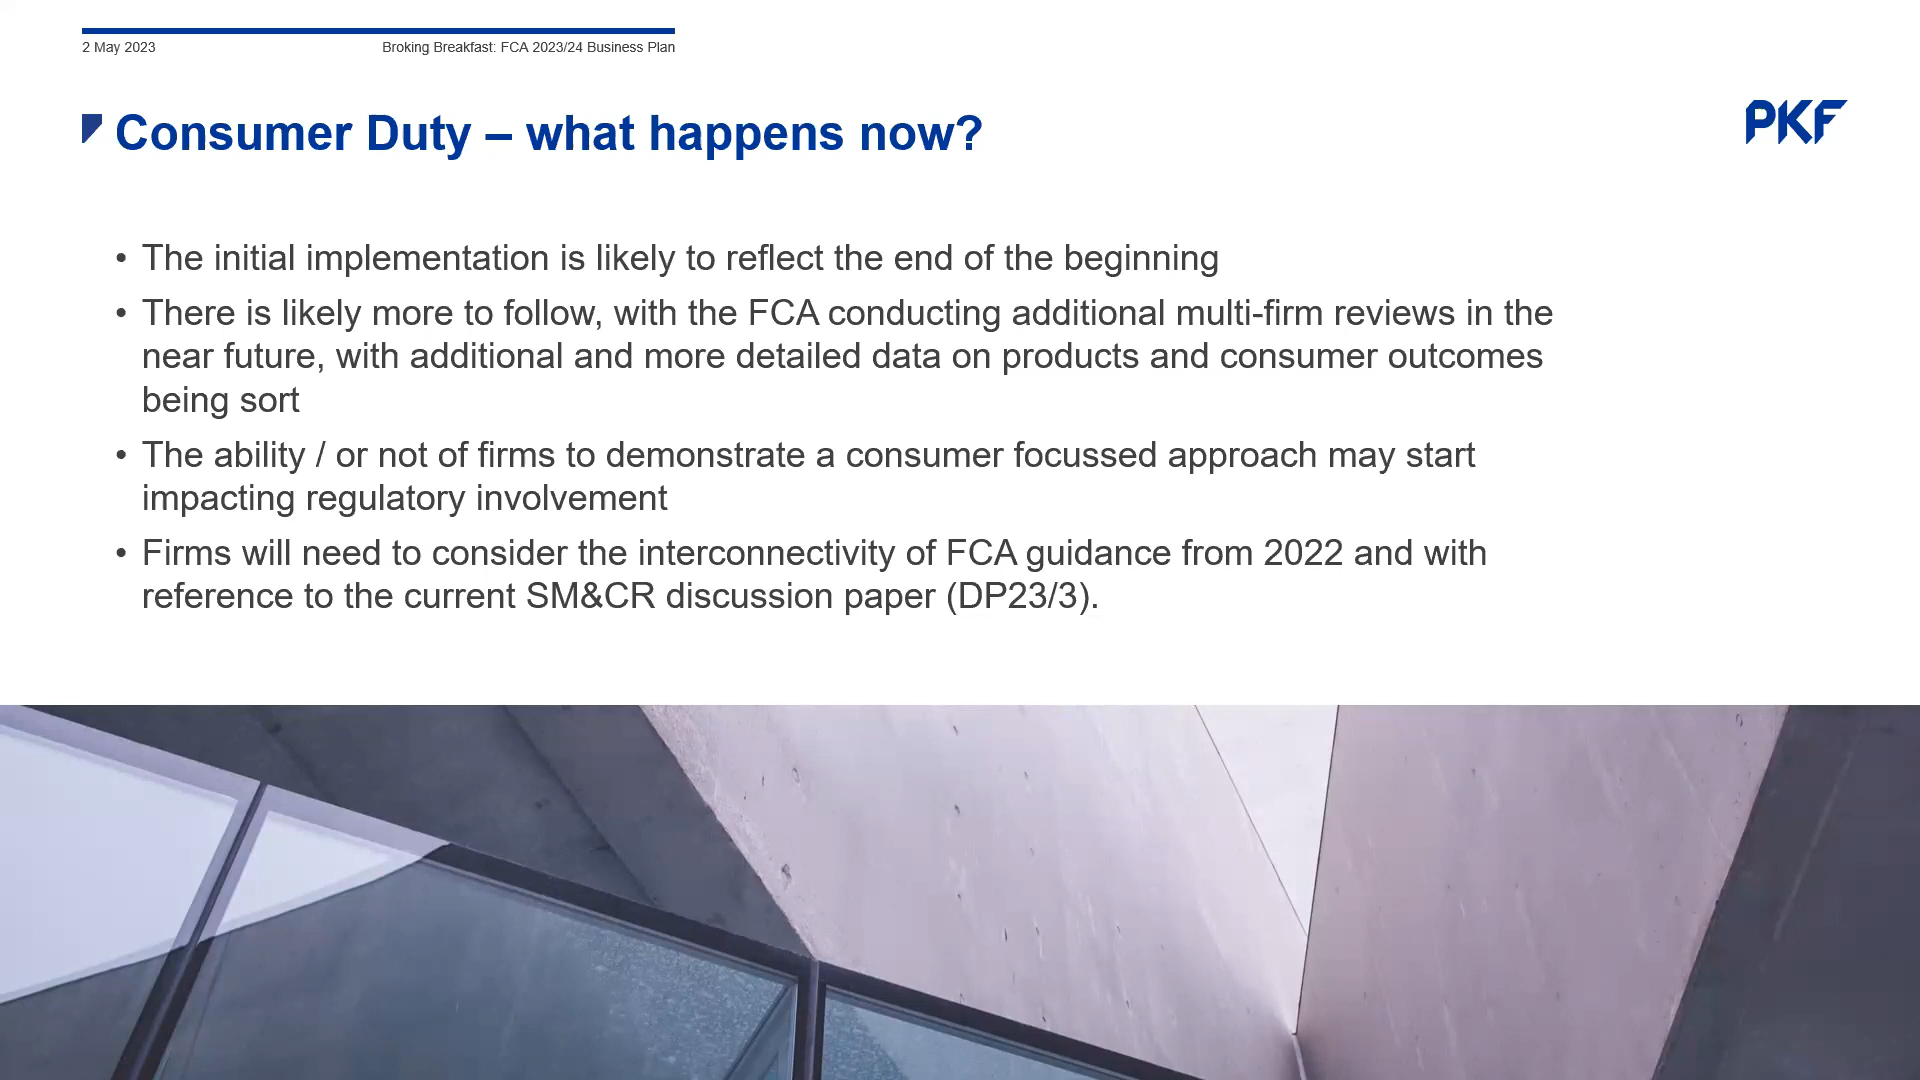 2 May 2023
Broking Breakfast: FCA 2023/24 Business Plan
PKF
Consumer Duty – what happens now?
• The initial implementation is likely to reflect the end of the beginning
• There is likely more to follow, with the FCA conducting additional multi-firm reviews in the
near future, with additional and more detailed data on products and consumer outcomes
being sort
• The ability / or not of firms to demonstrate a consumer focussed approach may start
impacting regulatory involvement
• Firms will need to consider the interconnectivity of FCA guidance from 2022 and with
reference to the current SM&CR discussion paper (DP23/3).